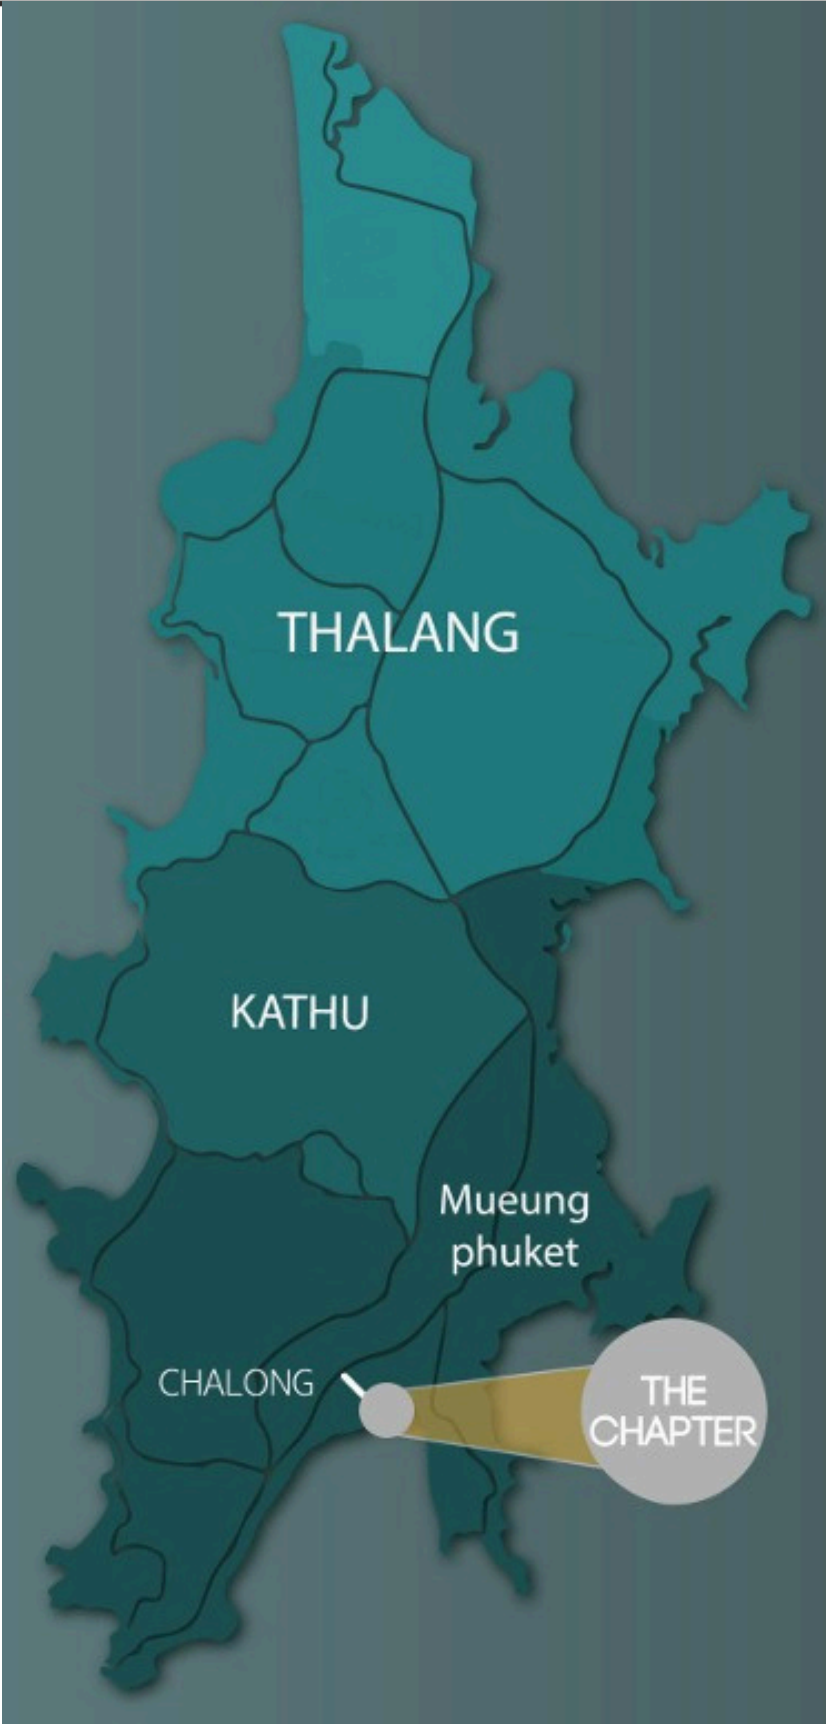 THALANG
KATHU
Mueung
phuket
CHALONG
THE
CHAPTER